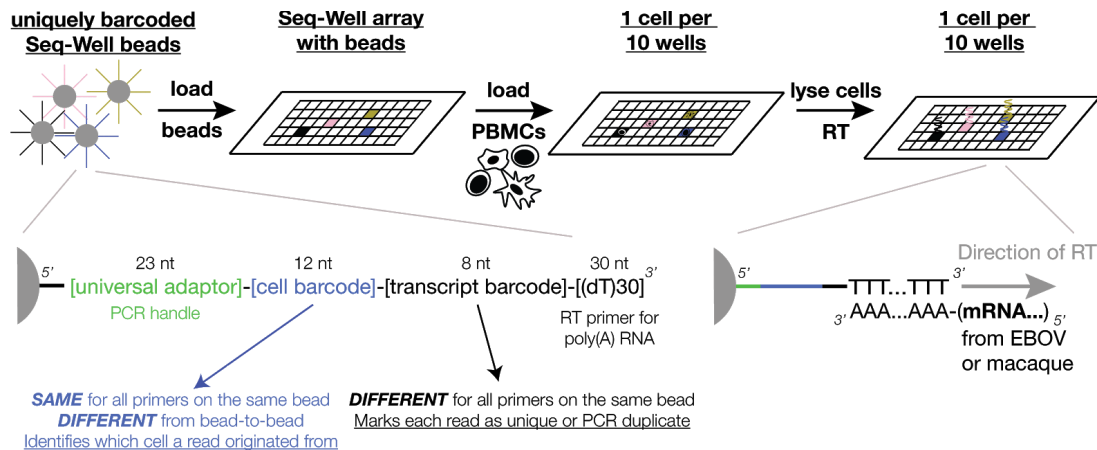 uniquely barcoded
Seq-Well beads
load
beads
Seq-Well array
with beads
load
PBMCs
1 cell per
10 wells
lyse cells
RT
1 cell per
10 wells
5'
23 nt
12 nt
8 nt
30 nt
[universal adaptor]-[cell barcode]-[transcript barcode]-[(dT)30]
3'
PCR handle
RT primer for
poly(A) RNA
SAME for all primers on the same bead
DIFFERENT from bead-to-bead
Identifies which cell a read originated from
DIFFERENT for all primers on the same bead
Marks each read as unique or PCR duplicate
Direction of RT
5'
3'
TTT...TTT
3'
AAA...AAA-(mRNA...)
5'
from EBOV
or macaque